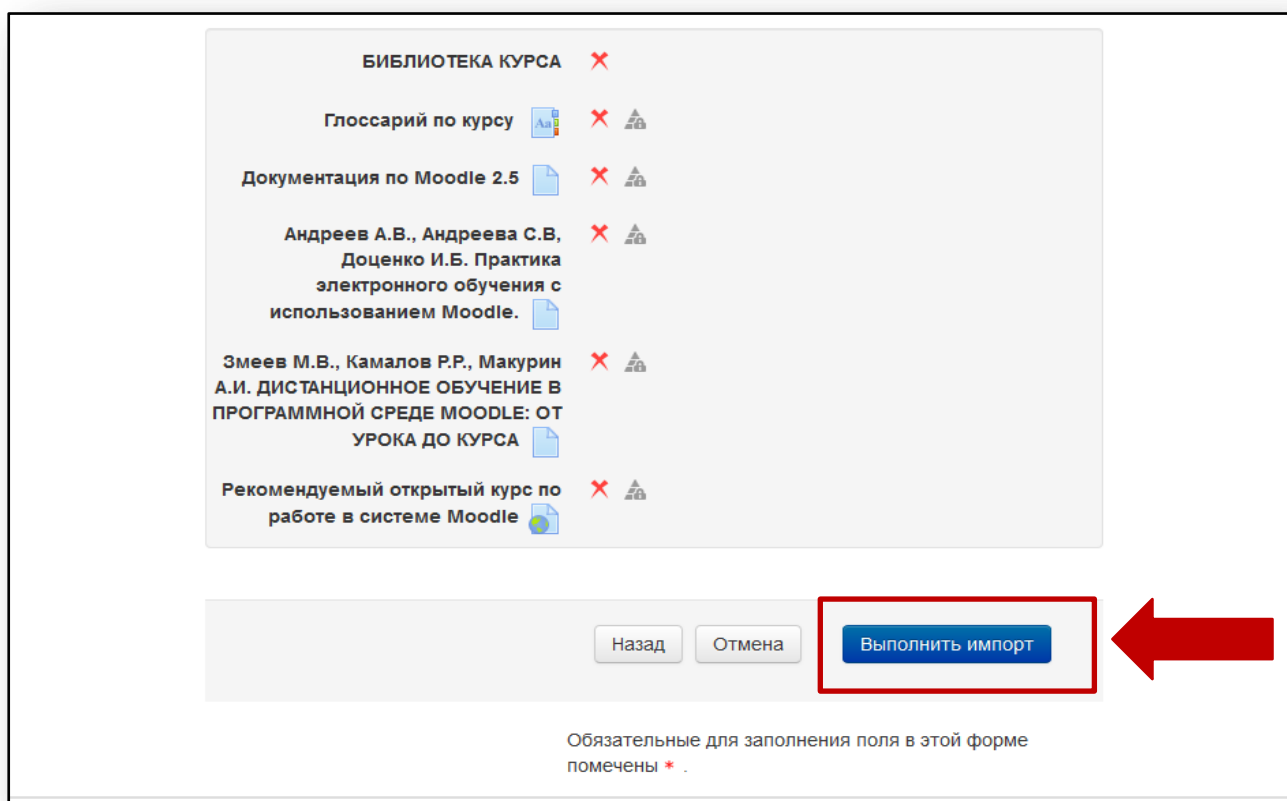 БИБЛИОТЕКА КУРСА
Глоссарий по курсу
Aa
Документация по Moodle 2.5
Андреев А.В., Андреева С.В,
Доценко И.Б. Практика
электронного обучения с
использованием Moodle.
Змеев М.В., Камалов Р.Р., Макурин
А.И. ДИСТАНЦИОННОЕ ОБУЧЕНИЕ В
ПРОГРАММНОЙ СРЕДЕ MOODLE: ОТ
УРОКА ДО КУРСА
Рекомендуемый открытый курс по
работе в системе Moodle
Назад Отмена Выполнить импорт
Обязательные для заполнения поля в этой форме
помечены * .